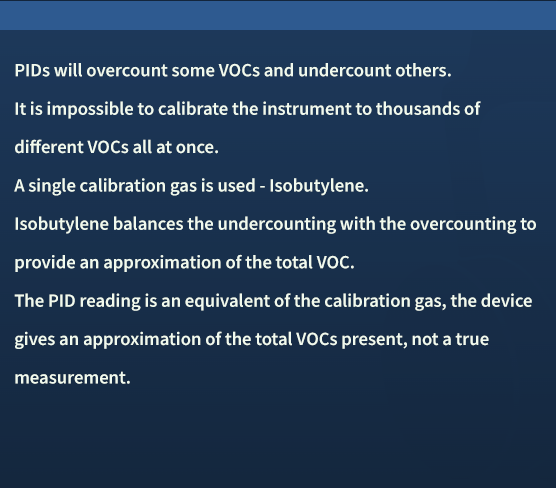 PIDs will overcount some VOCs and undercount others.
It is impossible to calibrate the instrument to thousands of
different VOCs all at once.
A single calibration gas is used - Isobutylene.
Isobutylene balances the undercounting with the overcounting to
provide an approximation of the total VOC.
The PID reading is an equivalent of the calibration gas, the device
gives an approximation of the total VOCs present, not a true
measurement.